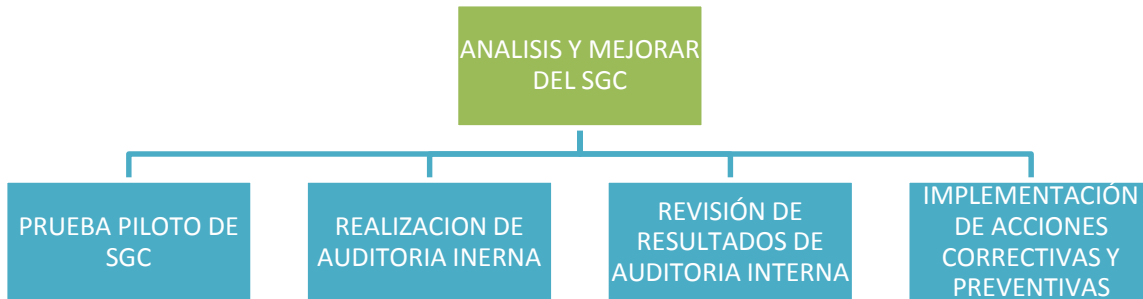 ANALISIS Y MEJORAR
DEL SGC
PRUEBA PILOTO DE
SGC
REALIZACION DE
AUDITORIA INERNA
REVISIÓN DE
RESULTADOS DE
AUDITORIA INTERNA
IMPLEMENTACIÓN
DE ACCIONES
CORRECTIVAS Y
PREVENTIVAS